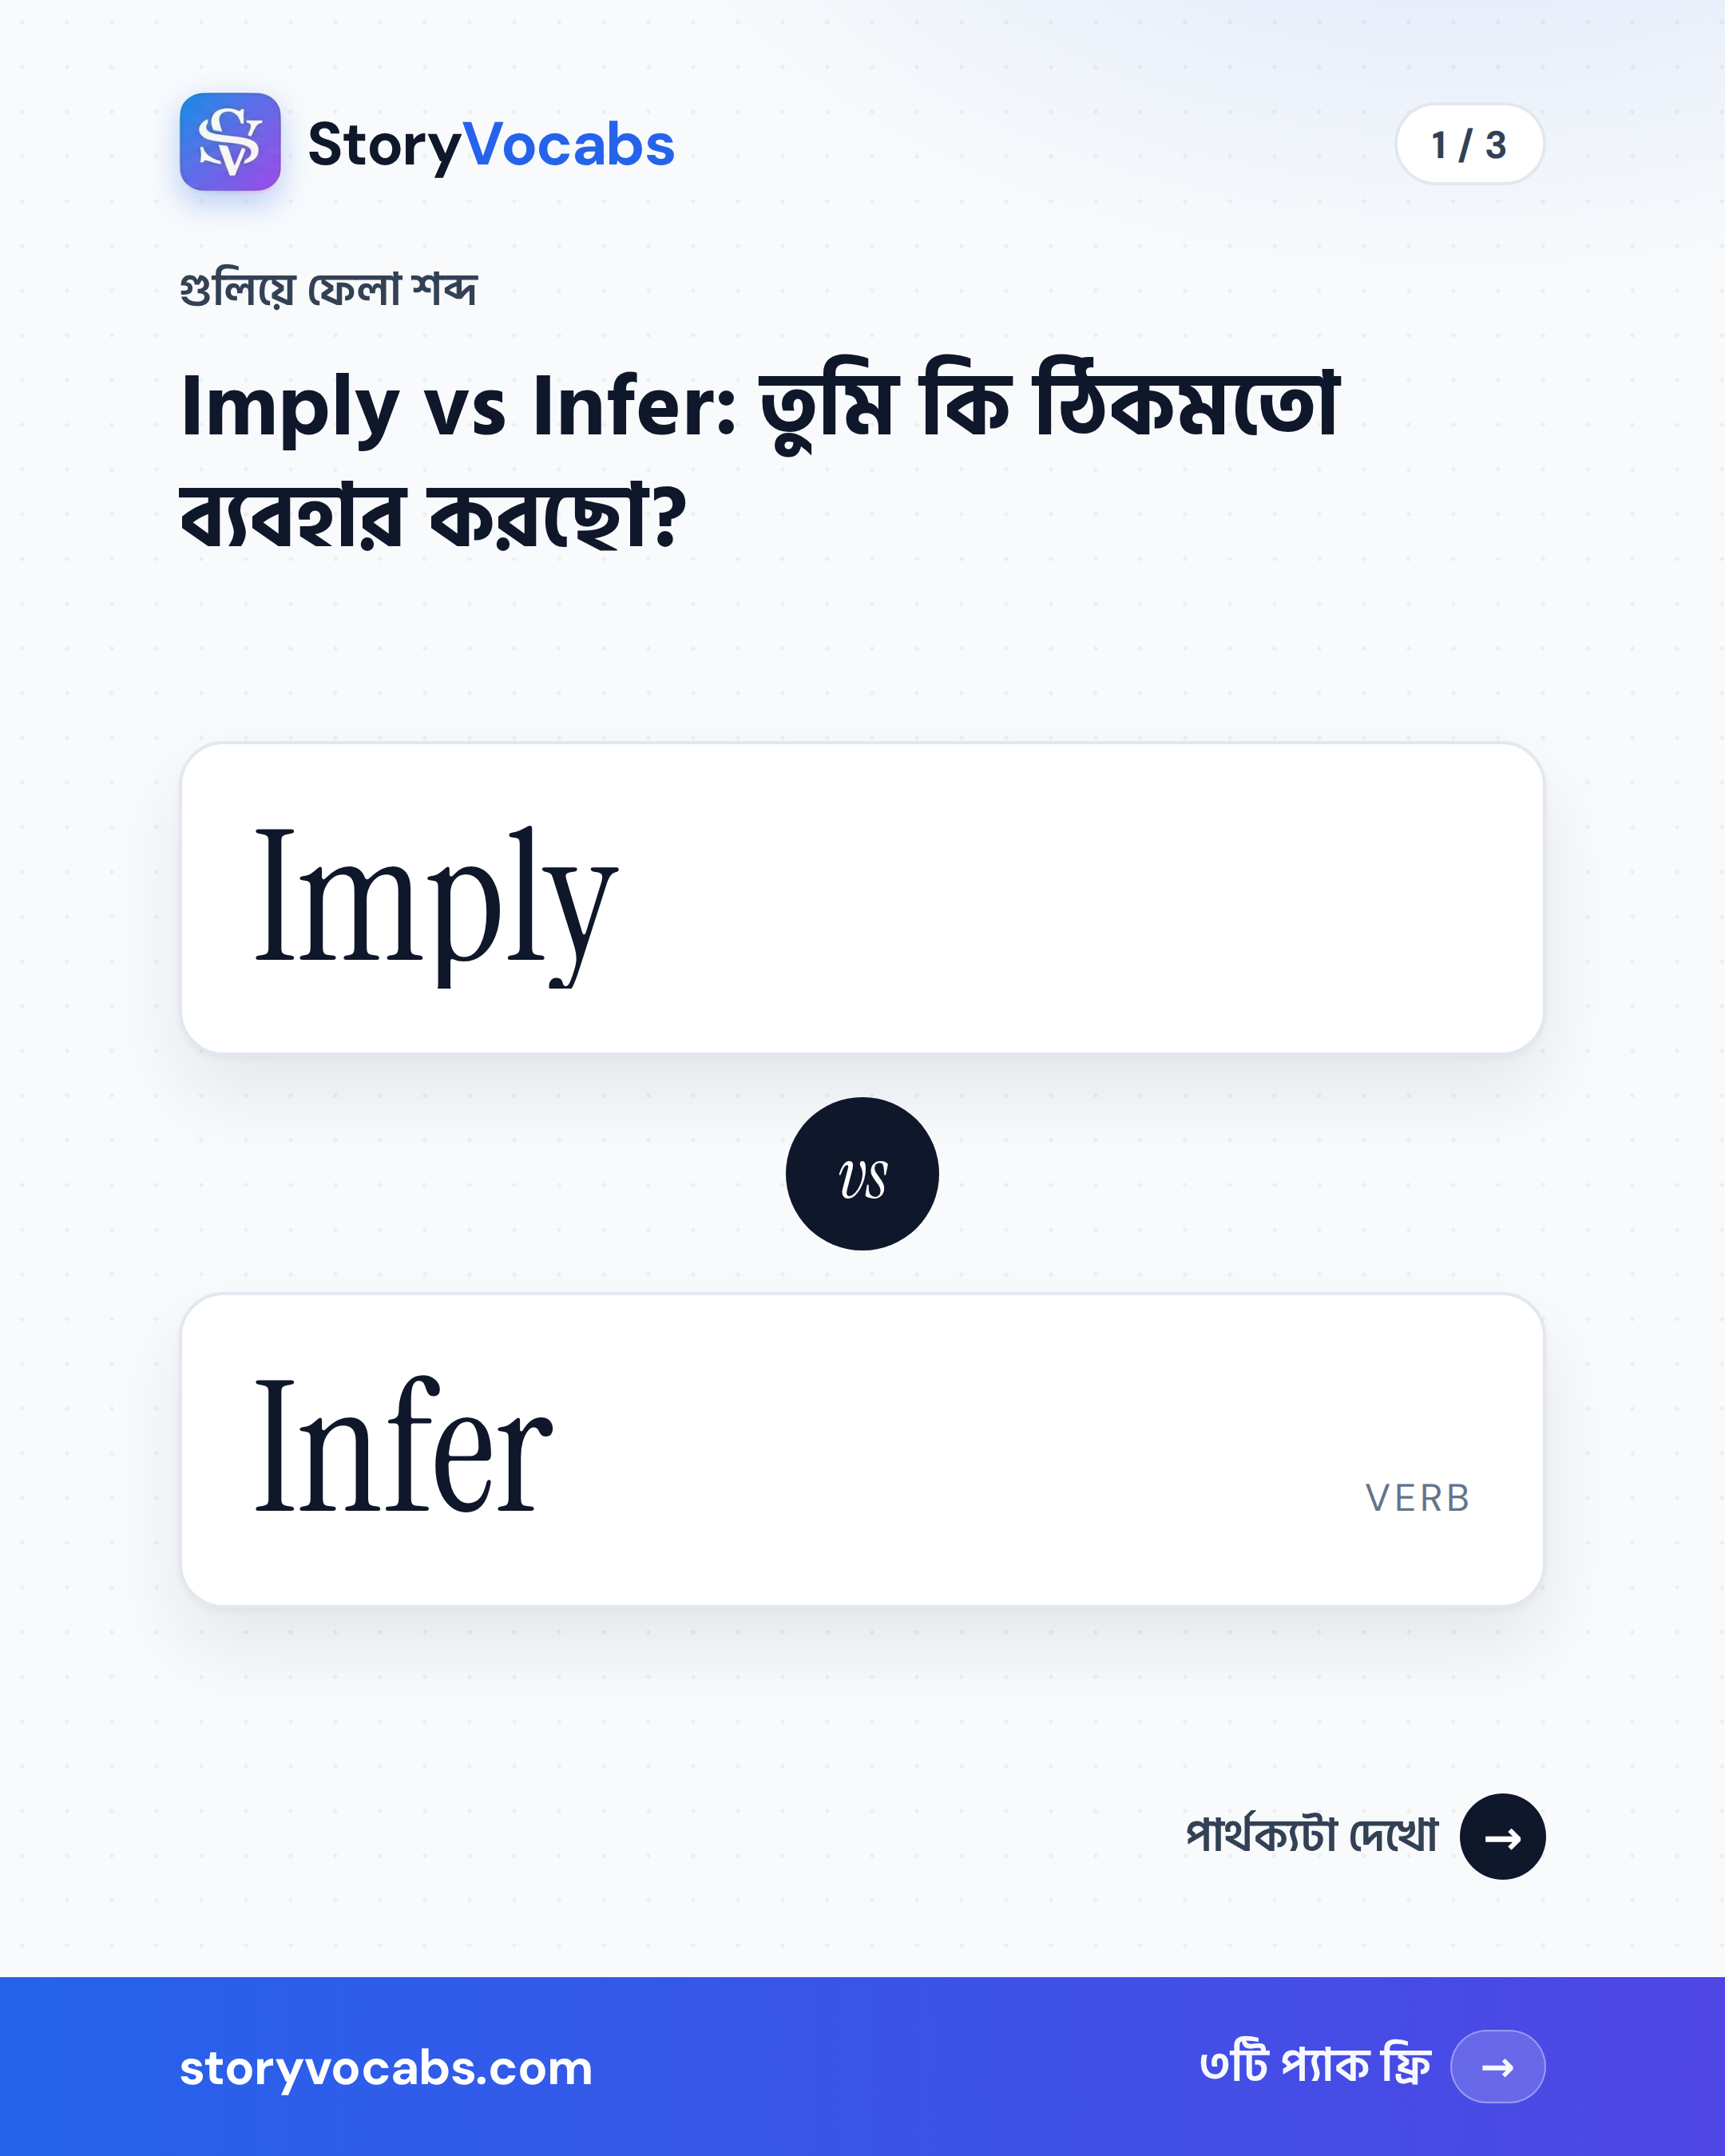 StoryVocabs
1 / 3
গুলিয়ে ফেলা শব্দ
Imply vs Infer: তুমি কি ঠিকমতো
ব্যবহার করছো?
Imply
vs
Infer
VERB
পার্থক্যটা দেখো →
storyvocabs.com
৩টি প্যাক ফ্রি →